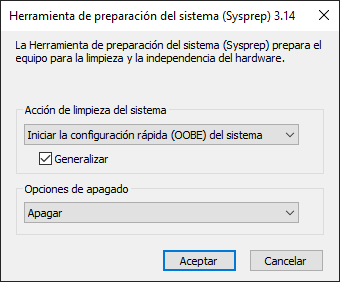 Herramienta de preparación del sistema (Sysprep) 3.14
La Herramienta de preparación del sistema (Sysprep) prepara el
equipo para la limpieza y la independencia del hardware.
Acción de limpieza del sistema
Iniciar la configuración rápida (OOBE) del sistema
Generalizar
Opciones de apagado
Apagar
Aceptar
Cancelar